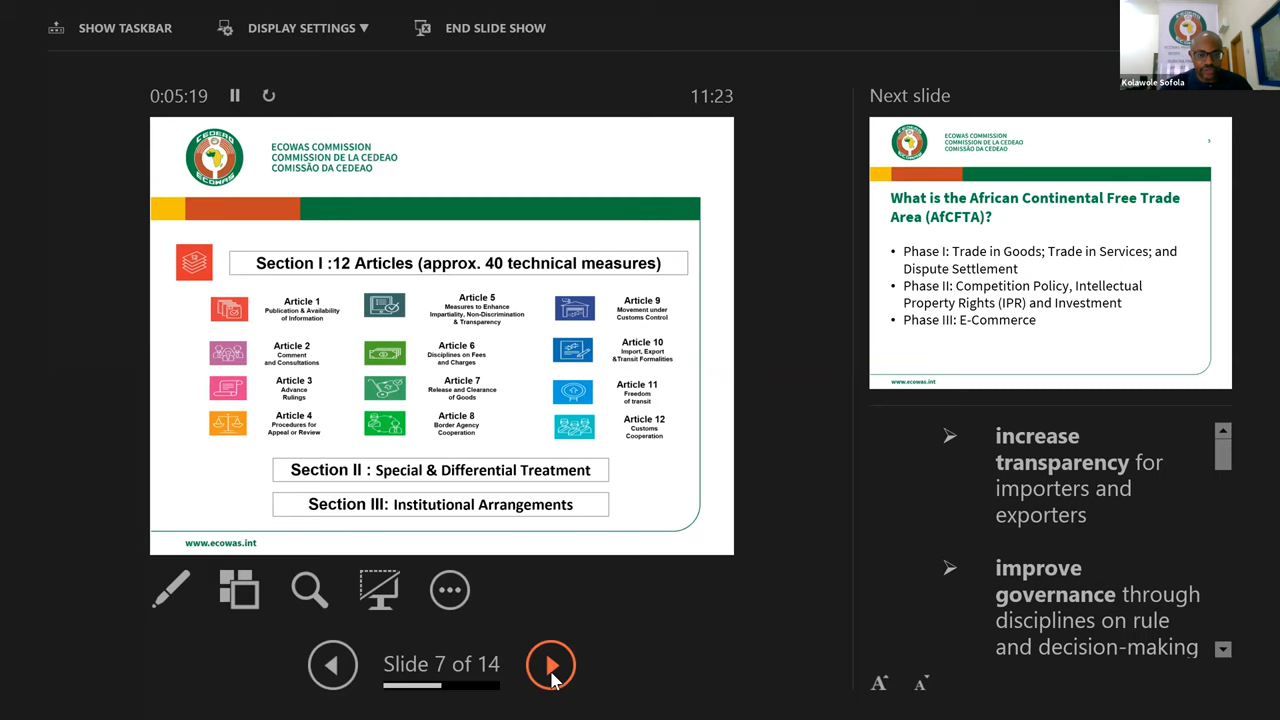 SHOW TASKBAR
DISPLAY SETTINGS ▼
END SLIDE SHOW
Kolawole Sofola
0:05:19
11:23
CEDEAO
ECOWAS
ECOWAS COMMISSION
COMMISSION DE LA CEDEAO
COMISSÃO DA CEDEAO
Section I :12 Articles (approx. 40 technical measures)
Article 1
Publication & Availability
of Information
Article 2
Comment
and Consultations
Article 3
Advance
Rulings
Article 4
Procedures for
Appeal or Review
Article 5
Measures to Enhance
Impartiality, Non-Discrimination
& Transparency
Article 6
Disciplines on Fees
and Charges
Article 7
Release and Clearance
of Goods
Article 8
Border Agency
Cooperation
Article 9
Movement under
Customs Control
Article 10
Import, Export
&Transit Formalities
Article 11
Freedom
of transit
Article 12
Customs
Cooperation
Section II : Special & Differential Treatment
Section III: Institutional Arrangements
www.ecowas.int
Slide 7 of 14
Next slide
ECOWAS COMMISSION
COMMISSION DE LA CEDEAO
COMISSÃO DA CEDEAO
What is the African Continental Free Trade
Area (AfCFTA)?
• Phase I: Trade in Goods; Trade in Services; and
Dispute Settlement
• Phase II: Competition Policy, Intellectual
Property Rights (IPR) and Investment
• Phase III: E-Commerce
www.ecowas.int
➢ increase
transparency for
importers and
exporters
➢ improve
governance through
disciplines on rule
and decision-making
A A